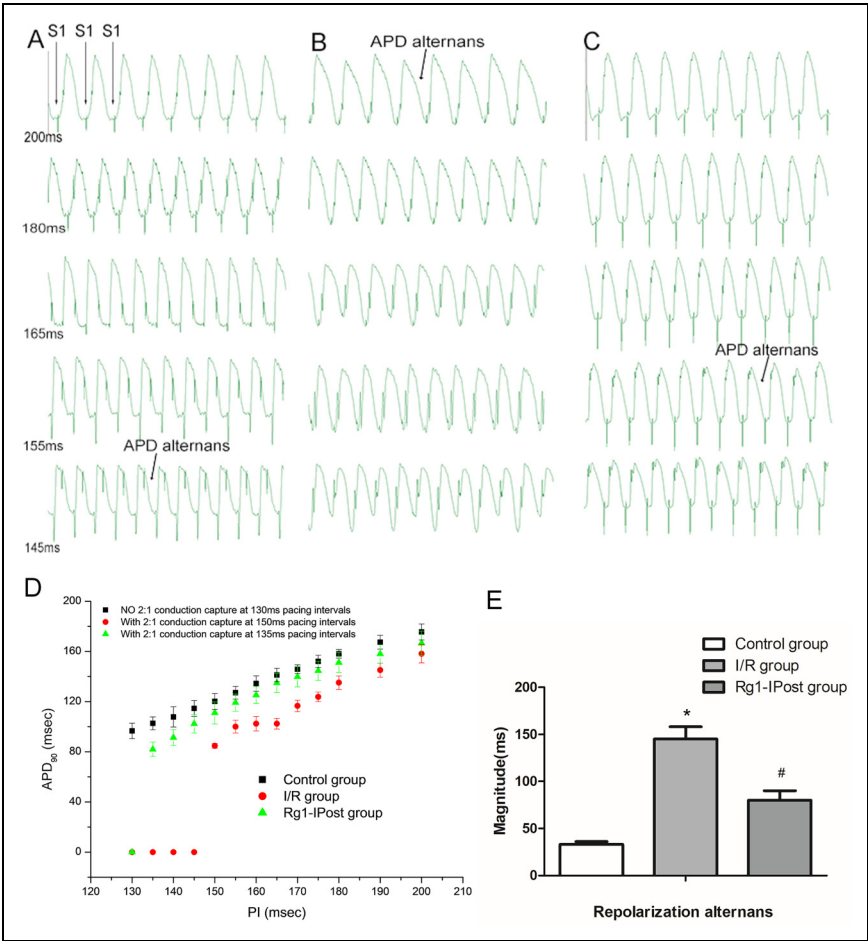 A
S1 S1 S1
200ms
180ms
165ms
155ms
APD alternans
145ms
B
APD alternans
C
APD alternans
D
NO 2:1 conduction capture at 130ms pacing intervals
With 2:1 conduction capture at 150ms pacing intervals
With 2:1 conduction capture at 135ms pacing intervals
180
160
120
80
40
0
APD90 (msec)
Control group
I/R group
Rg1-IPost group
120 130 140 150 160 170 180 190 200 210
PI (msec)
E
Control group
I/R group
Rg1-IPost group
200
150
100
50
0
Magnitude(ms)
*
#
Repolarization alternans